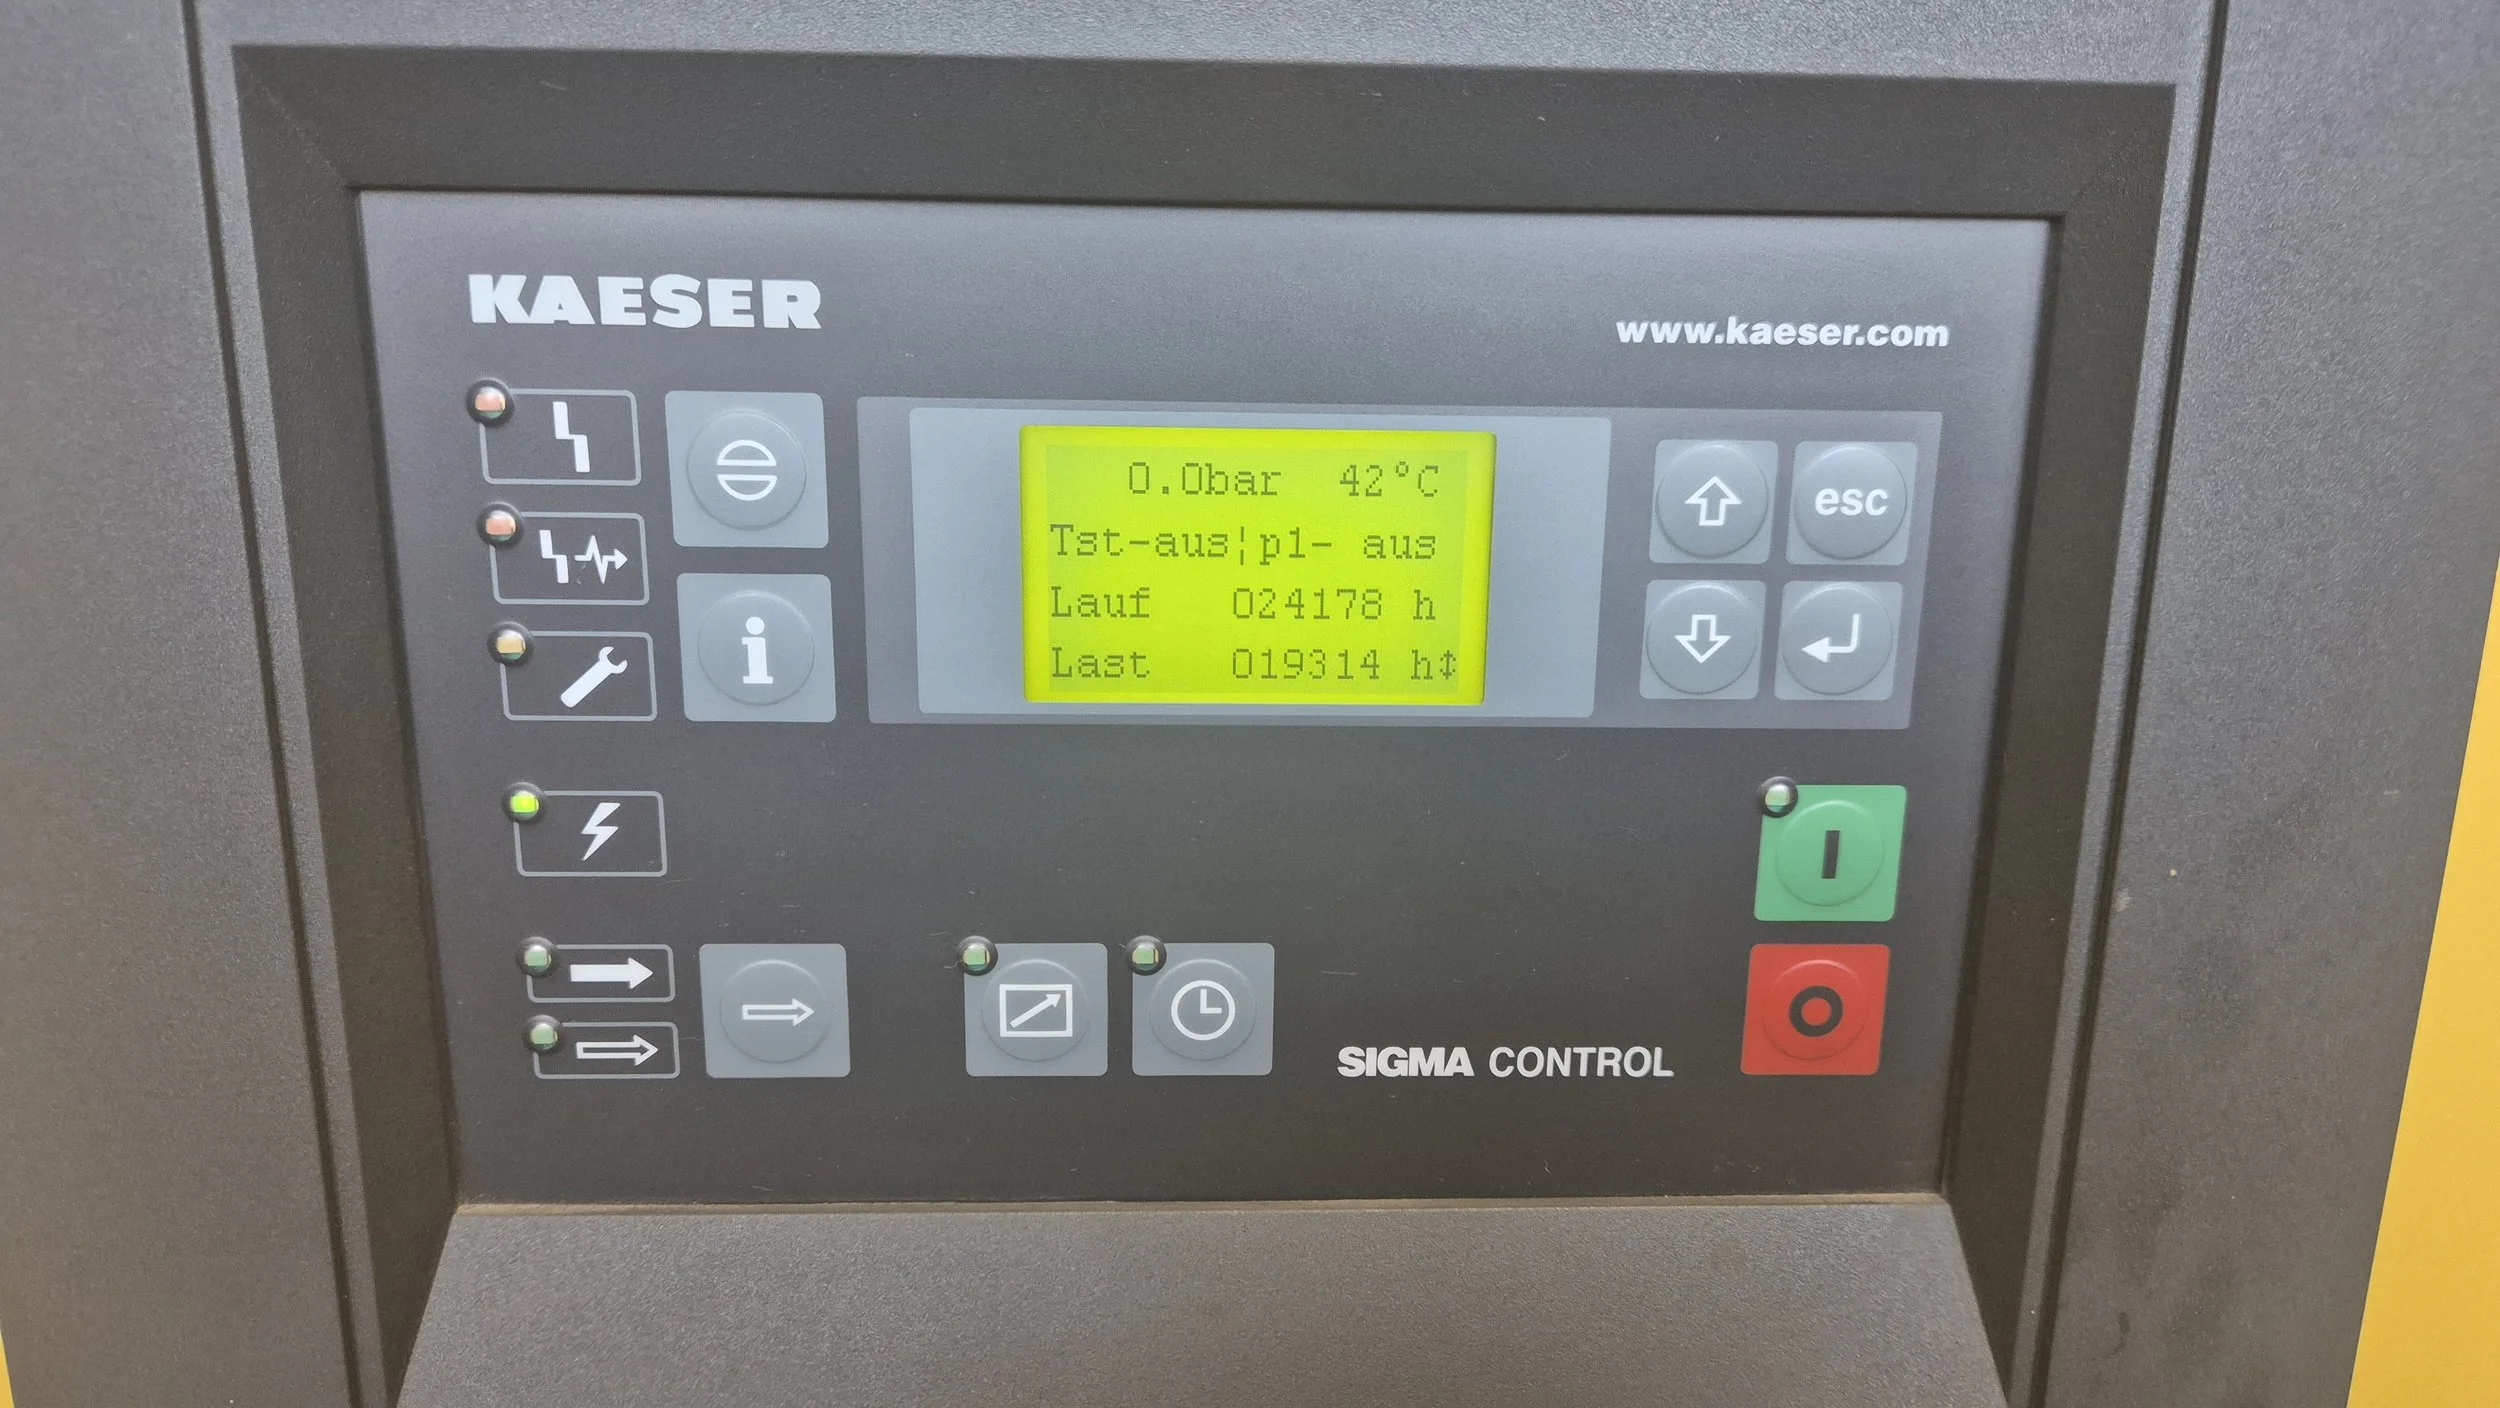 KAESER
www.kaeser.com
0.0bar 42°C
Tst-aus¦p1- aus
Lauf 024178 h
Last 019314 h
esc
i
I
O
SIGMA CONTROL